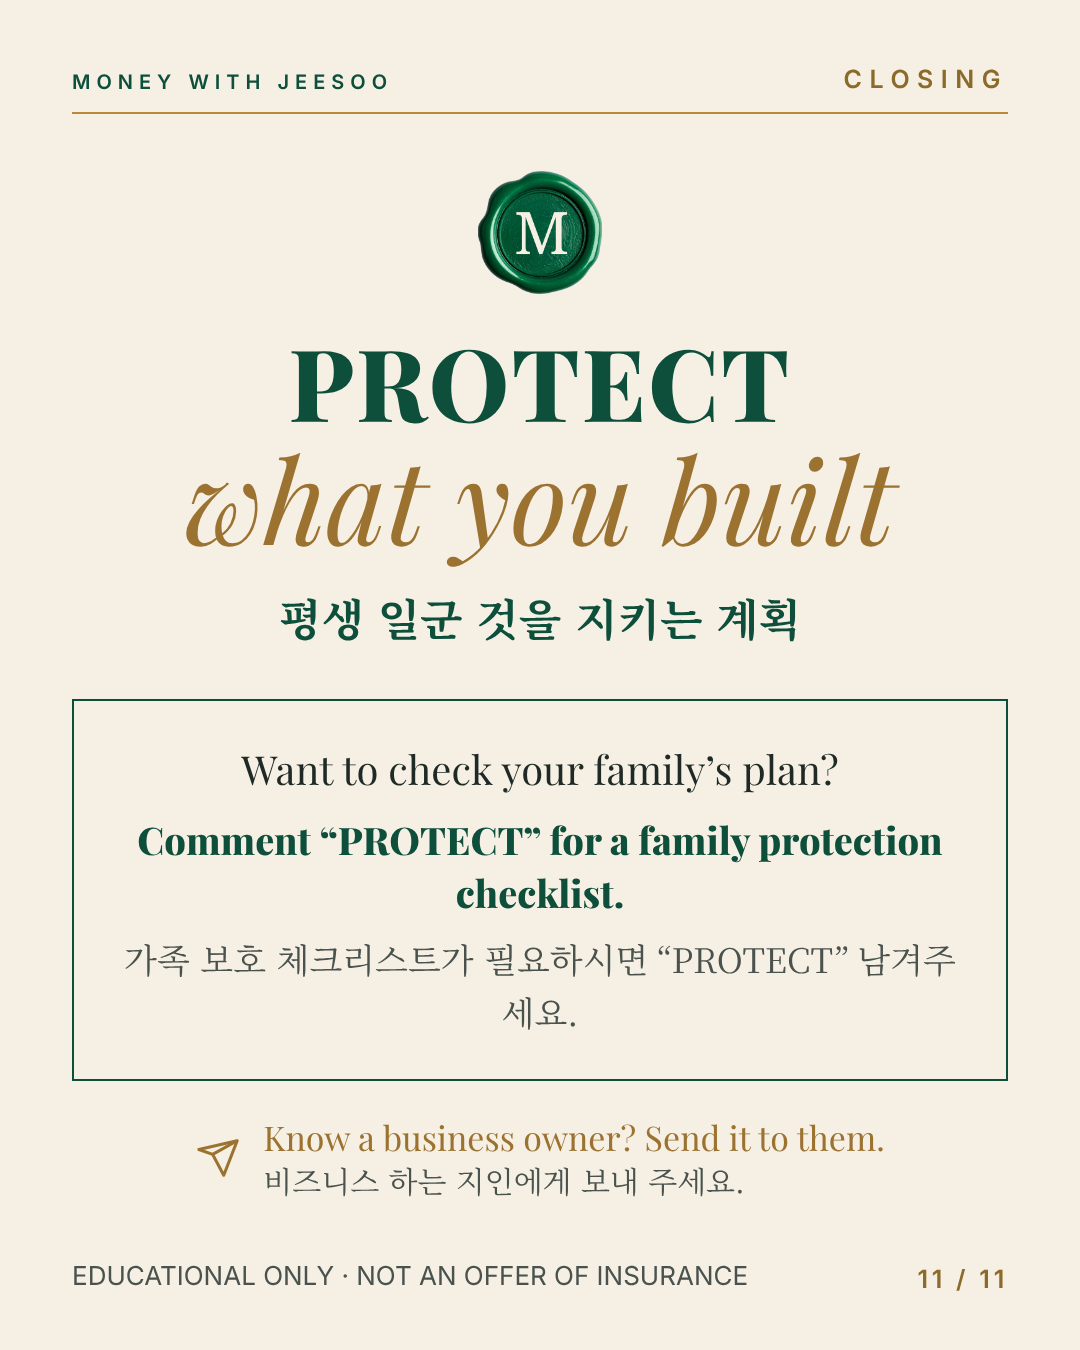 MONEY WITH JEESOO
CLOSING
M
PROTECT
what you built
평생 일군 것을 지키는 계획
Want to check your family’s plan?
Comment “PROTECT” for a family protection
checklist.
가족 보호 체크리스트가 필요하시면 “PROTECT” 남겨주
세요.
Know a business owner? Send it to them.
비즈니스 하는 지인에게 보내 주세요.
EDUCATIONAL ONLY · NOT AN OFFER OF INSURANCE
11 / 11